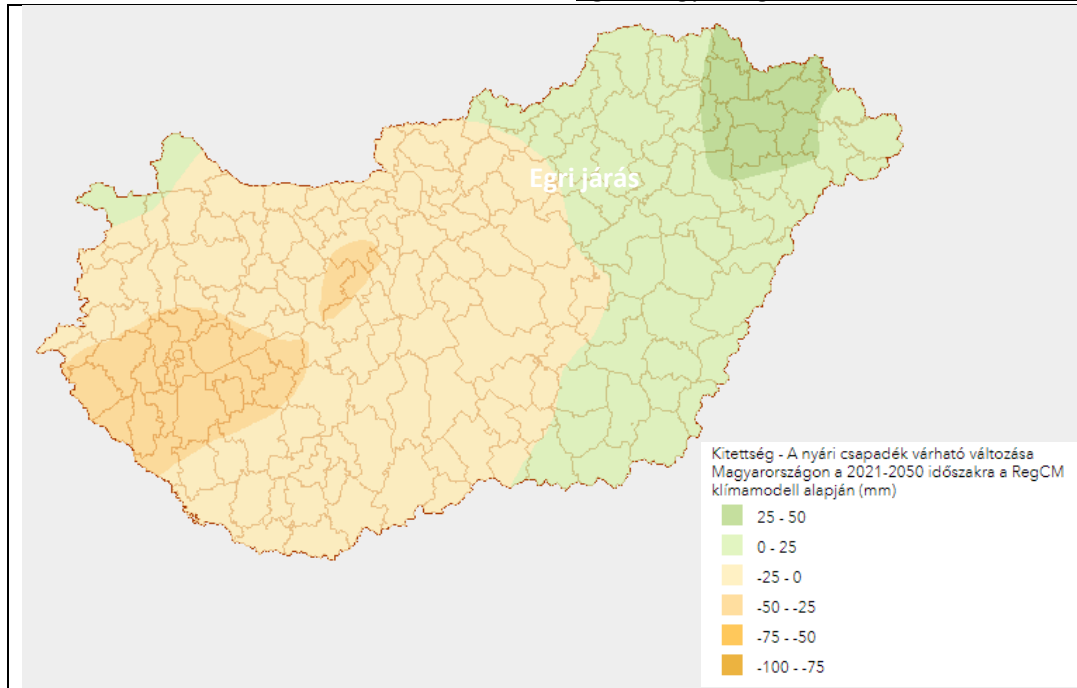 Egri járás
Kitettség - A nyári csapadék várható változása
Magyarországon a 2021-2050 időszakra a RegCM
klímamodell alapján (mm)
25 - 50
0 - 25
-25 - 0
-50 - -25
-75 - -50
-100 - -75